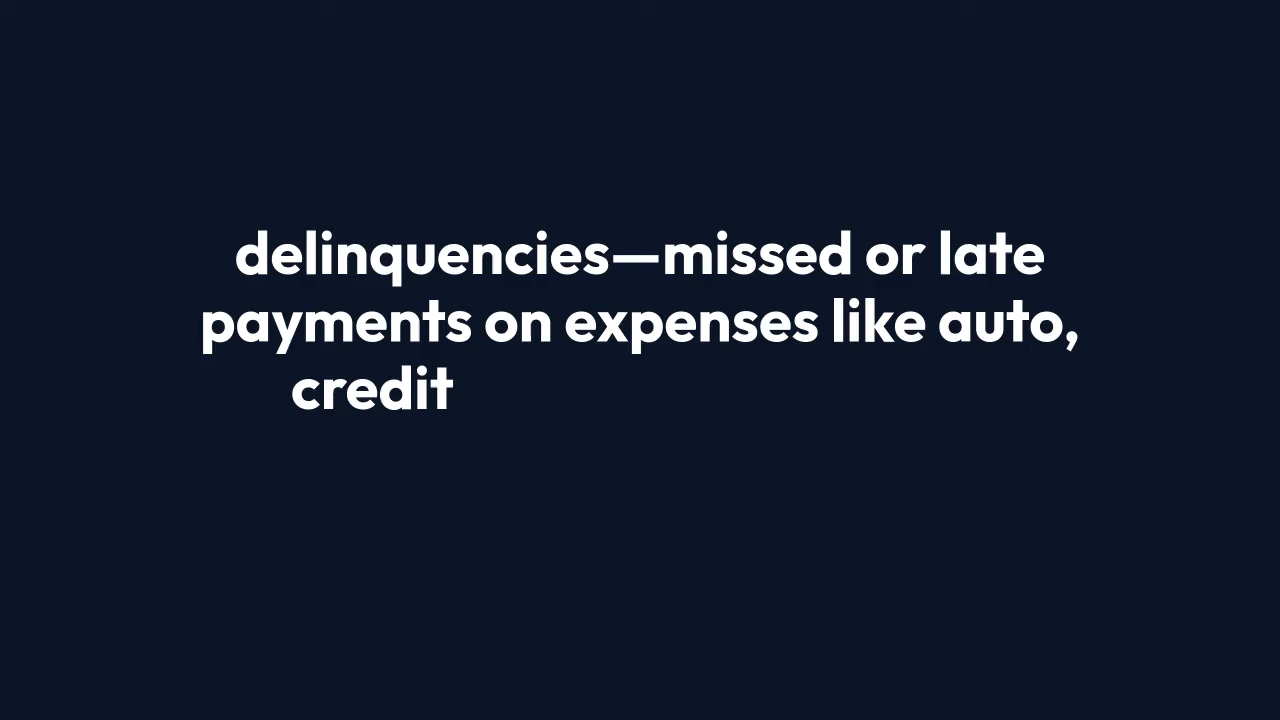 delinquencies—missed or late
payments on expenses like auto,
credit